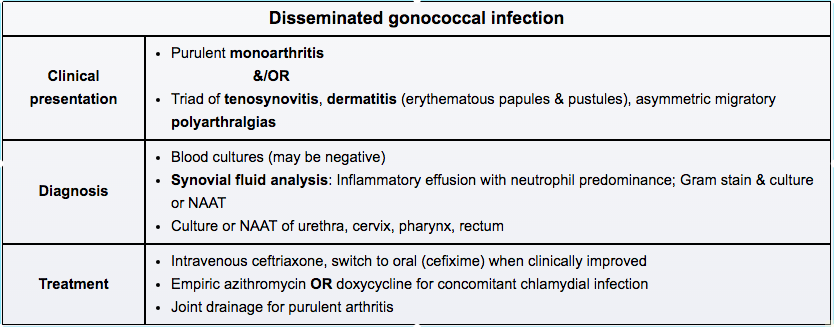 Disseminated gonococcal infection
Clinical
presentation
• Purulent monoarthritis
&/OR
• Triad of tenosynovitis, dermatitis (erythematous papules & pustules), asymmetric migratory
polyarthralgias
Diagnosis
• Blood cultures (may be negative)
• Synovial fluid analysis: Inflammatory effusion with neutrophil predominance; Gram stain & culture
or NAAT
• Culture or NAAT of urethra, cervix, pharynx, rectum
Treatment
• Intravenous ceftriaxone, switch to oral (cefixime) when clinically improved
• Empiric azithromycin OR doxycycline for concomitant chlamydial infection
• Joint drainage for purulent arthritis